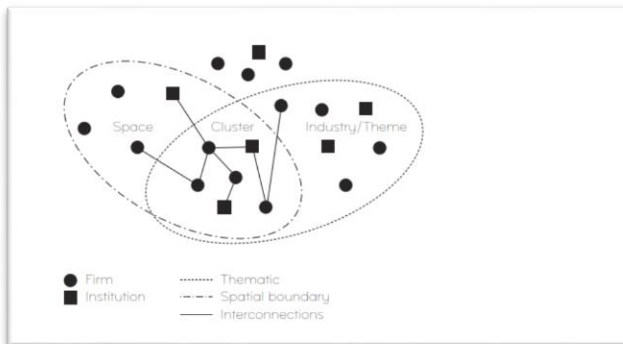 Space Cluster Industry/Theme
Firm Thematic
Institution Spatial boundary
Interconnections